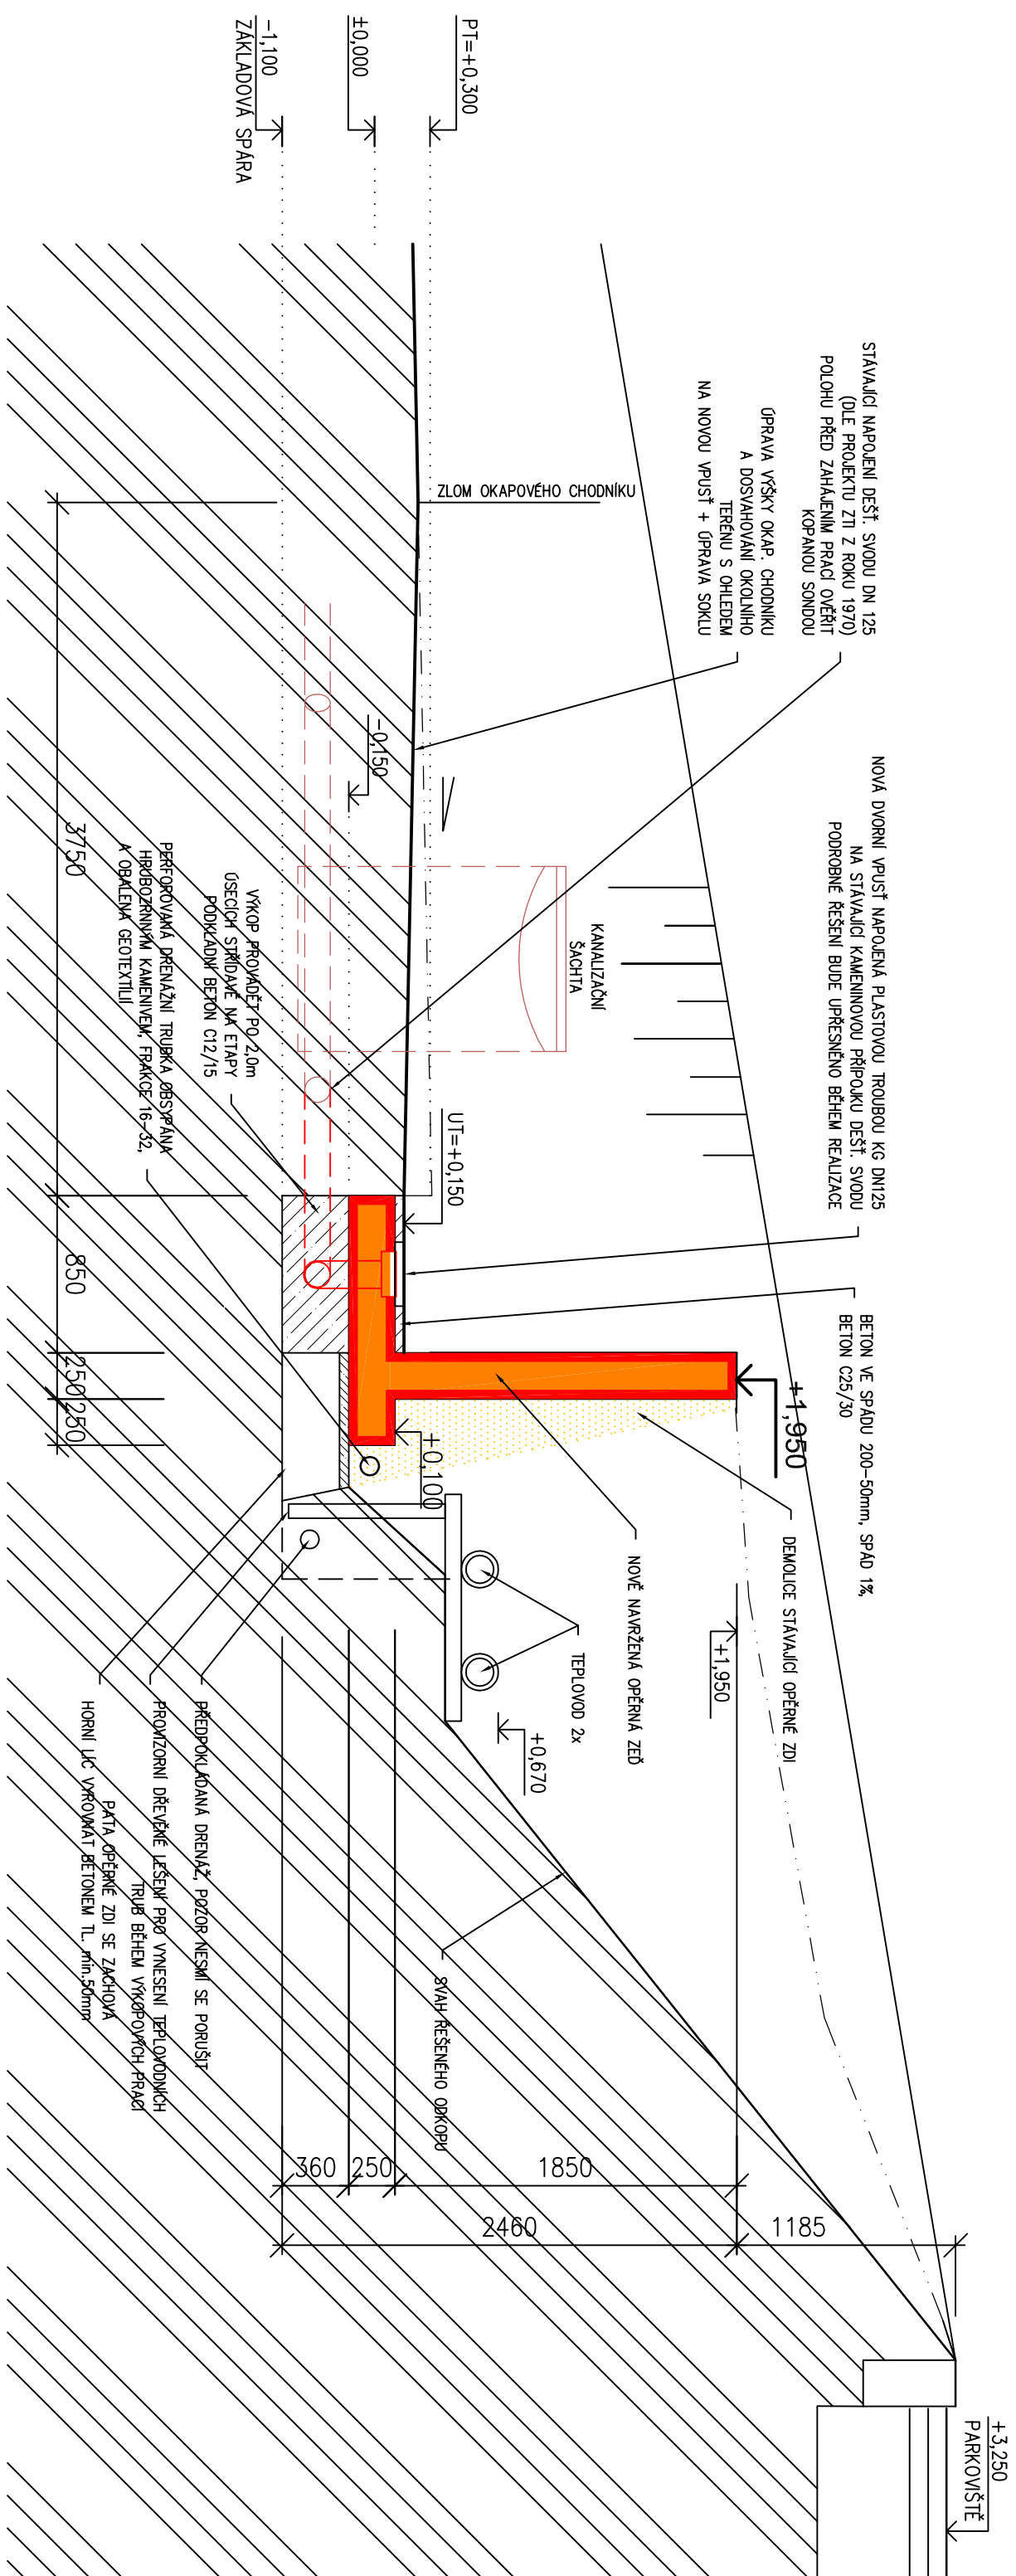 PT=+0,300
±0,000
-1,100
ZÁKLADOVÁ SPÁRA
STÁVAJÍCÍ NAPOJENÍ DEŠŤ. SVODU DN 125
(DLE PROJEKTU ZTI Z ROKU 1970)
POLOHU PŘED ZAHÁJENÍM PRACÍ OVĚŘIT
KOPANOU SONDOU
ÚPRAVA VÝŠKY OKAP. CHODNÍKU
A DOSVAHOVÁNÍ OKOLNÍHO
TERÉNU S OHLEDEM
NA NOVOU VPUSŤ + ÚPRAVA SOKLU
ZLOM OKAPOVÉHO CHODNÍKU
NOVÁ DVORNÍ VPUSŤ NAPOJENÁ PLASTOVOU TROUBOU KG DN125
NA STÁVAJÍCÍ KAMENINOVOU PŘÍPOJKU DEŠŤ. SVODU
PODROBNÉ ŘEŠENÍ BUDE UPŘESNĚNO BĚHEM REALIZACE
KANALIZAČNÍ
ŠACHTA
-0,150
UT=+0,150
BETON VE SPÁDU 200-50mm, SPÁD 1%,
BETON C25/30
+1,950
DEMOLICE STÁVAJÍCÍ OPĚRNÉ ZDI
NOVĚ NAVRŽENÁ OPĚRNÁ ZEĎ
+1,950
TEPLOVOD 2x
+0,670
+0,100
SVAH ŘEŠENÉHO ODKOPU
+3,250
PARKOVIŠTĚ
VÝKOP PROVÁDĚT PO 2,0m
ÚSECÍCH STŘÍDAVĚ NA ETAPY
PODKLADNÍ BETON C12/15
PERFOROVANÁ DRENÁŽNÍ TRUBKA OBSYPÁNA
HRUBOZRNNÝM KAMENIVEM, FRAKCE 16-32,
A OBALENA GEOTEXTÍLIÍ
PŘEDPOKLÁDANÁ DRENÁŽ, POZOR NESMÍ SE PORUŠIT
PROVIZORNÍ DŘEVĚNÉ LEŠENÍ PRO VYNESENÍ TEPLOVODNÍCH
TRUB BĚHEM VÝKOPOVÝCH PRACÍ
PATA OPĚRNÉ ZDI SE ZACHOVÁ
HORNÍ LÍC VYROVNAT BETONEM TL. min.50mm
3750
850
250
250
360
250
1850
2460
1185